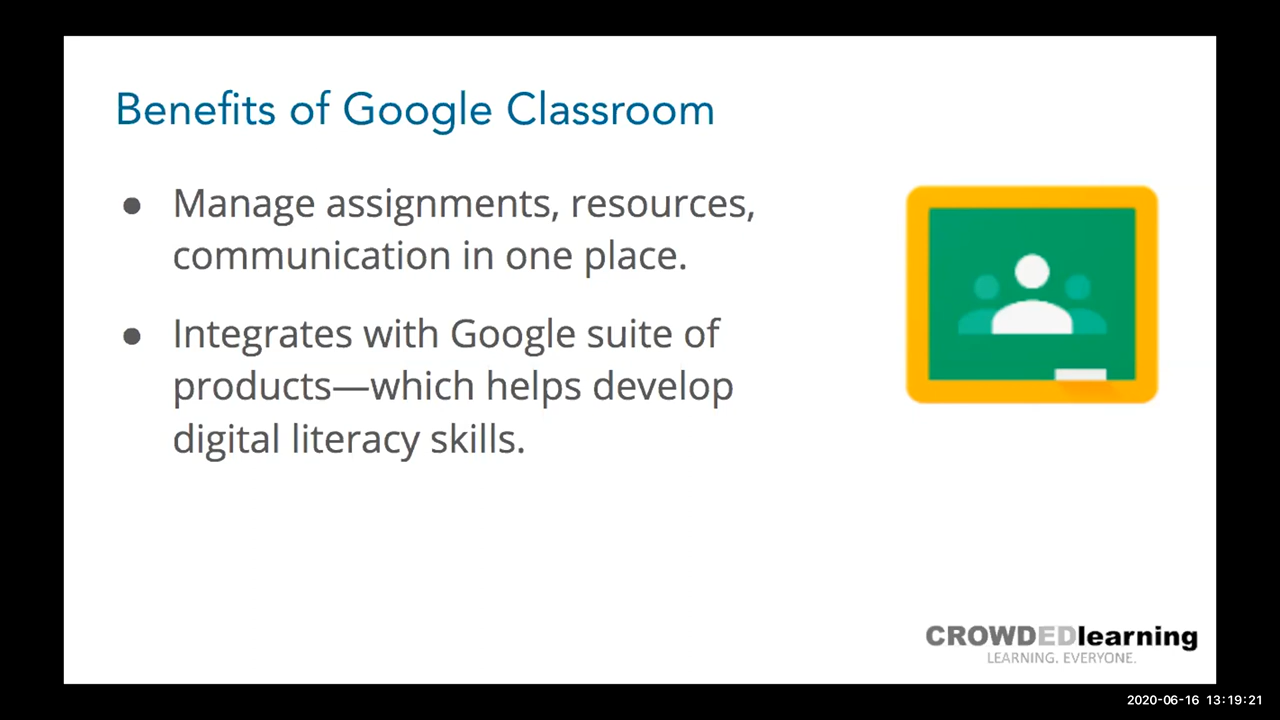 Benefits of Google Classroom
● Manage assignments, resources,
communication in one place.
● Integrates with Google suite of
products—which helps develop
digital literacy skills.
CROWDEDlearning
LEARNING. EVERYONE.
2020-06-16 13:19:21